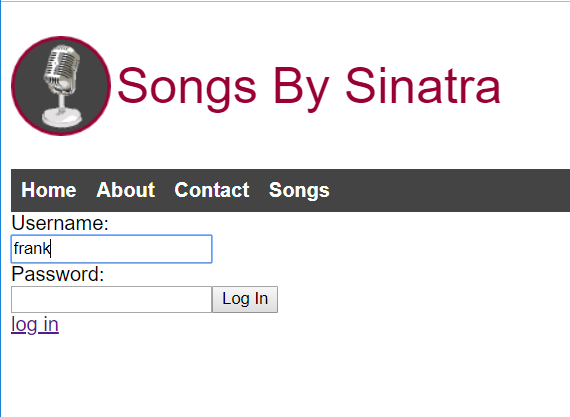 Songs By Sinatra
Home About Contact Songs
Username:
frank
Password:
Log In
log in